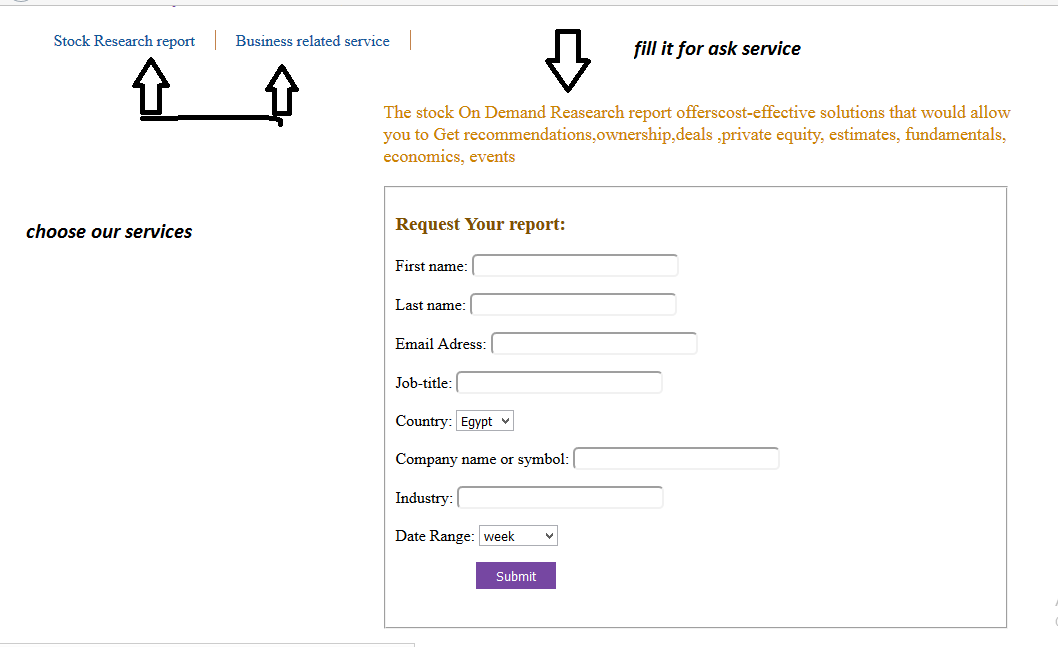 Stock Research report
Business related service
fill it for ask service
The stock On Demand Reasearch report offerscost-effective solutions that would allow
you to Get recommendations,ownership,deals ,private equity, estimates, fundamentals,
economics, events
choose our services
Request Your report:
First name:
Last name:
Email Adress:
Job-title:
Country: Egypt
Company name or symbol:
Industry:
Date Range: week
Submit